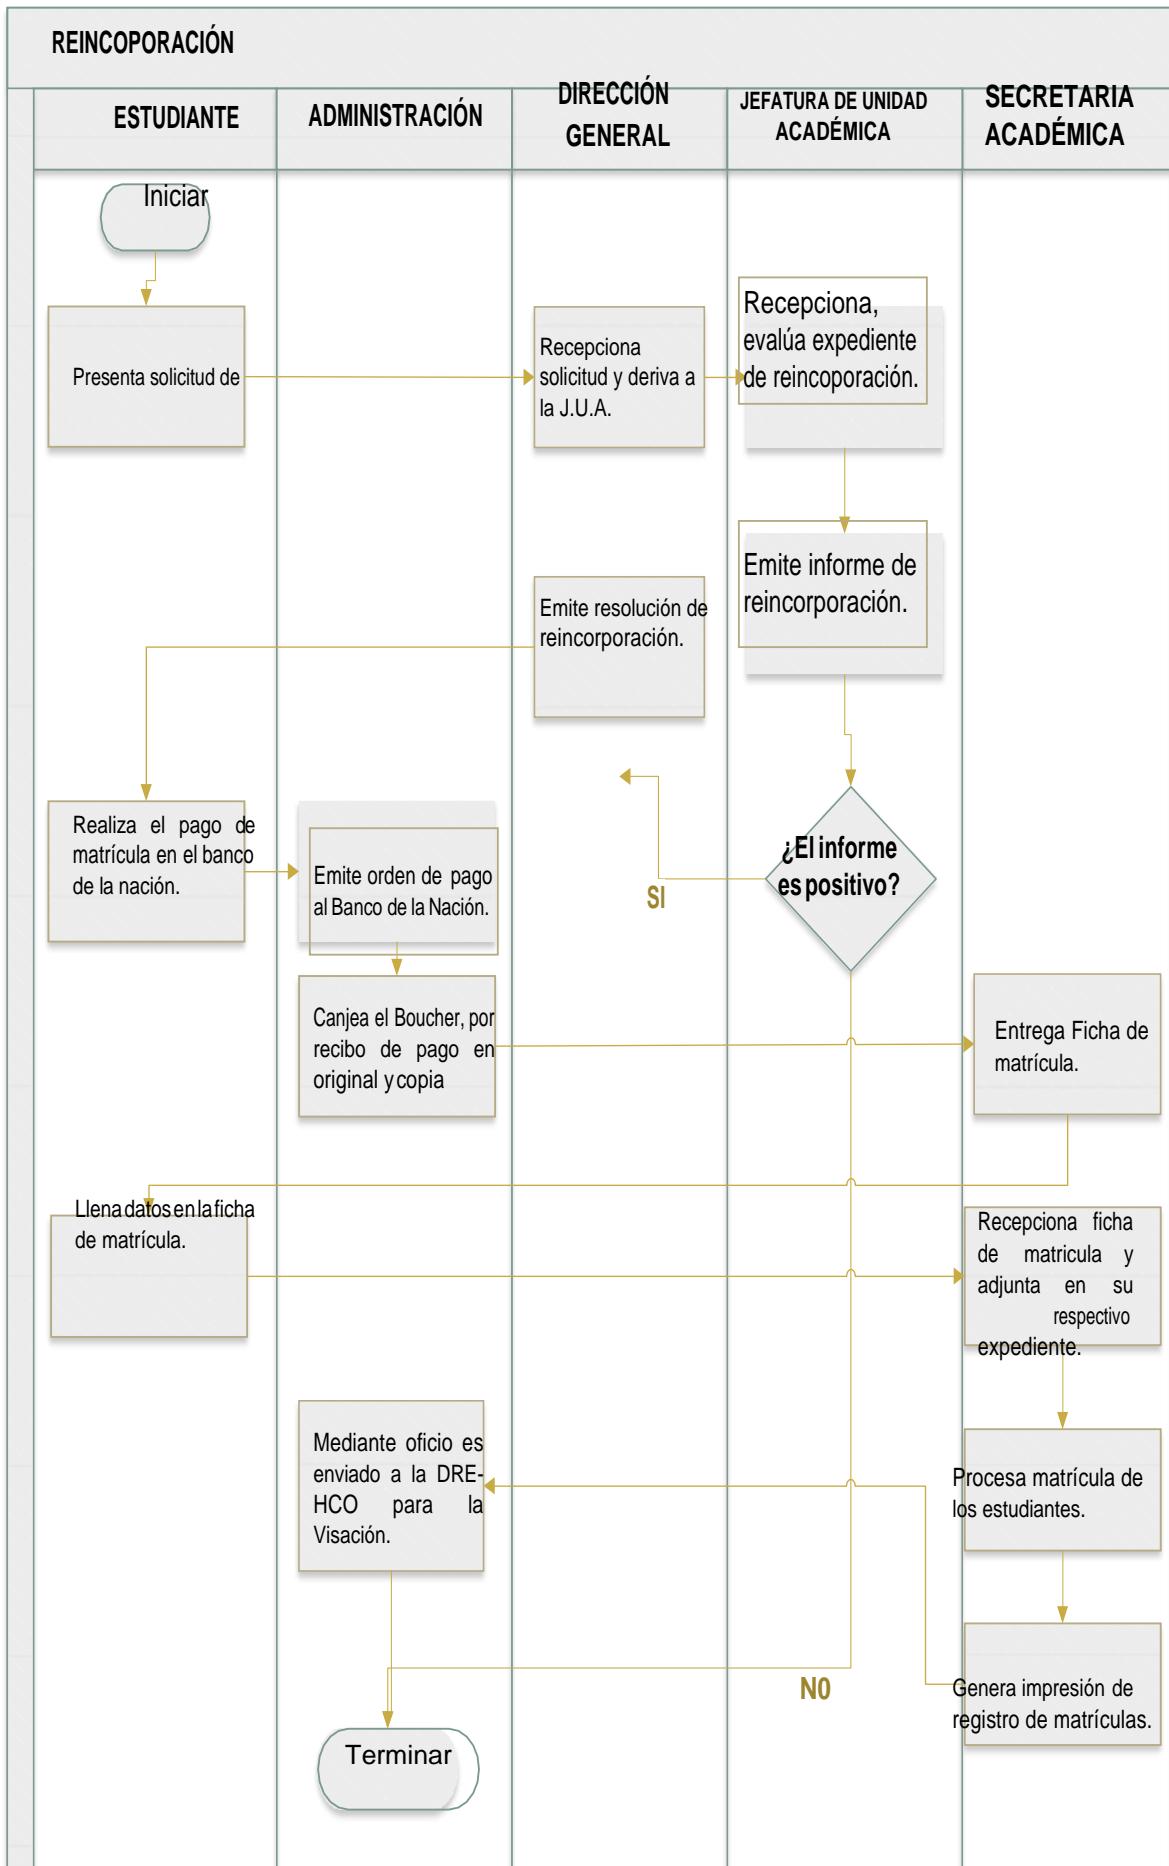 REINCOPORACIÓN
ESTUDIANTE
ADMINISTRACIÓN
DIRECCIÓN
GENERAL
JEFATURA DE UNIDAD
ACADÉMICA
SECRETARIA
ACADÉMICA
Iniciar
Presenta solicitud de
Recepciona
solicitud y deriva a
la J.U.A.
Recepciona,
evalúa expediente
de reincoporación.
Emite informe de
reincorporación.
Emite resolución de
reincorporación.
¿El informe
es positivo?
SI
Realiza el pago de
matrícula en el banco
de la nación.
Emite orden de pago
al Banco de la Nación.
Canjea el Boucher, por
recibo de pago en
original y copia
Entrega Ficha de
matrícula.
Llena datos en la ficha
de matrícula.
Recepciona ficha
de matricula y
adjunta en su
respectivo
expediente.
Mediante oficio es
enviado a la DRE-
HCO para la
Visación.
Procesa matrícula de
los estudiantes.
Genera impresión de
registro de matrículas.
N0
Terminar